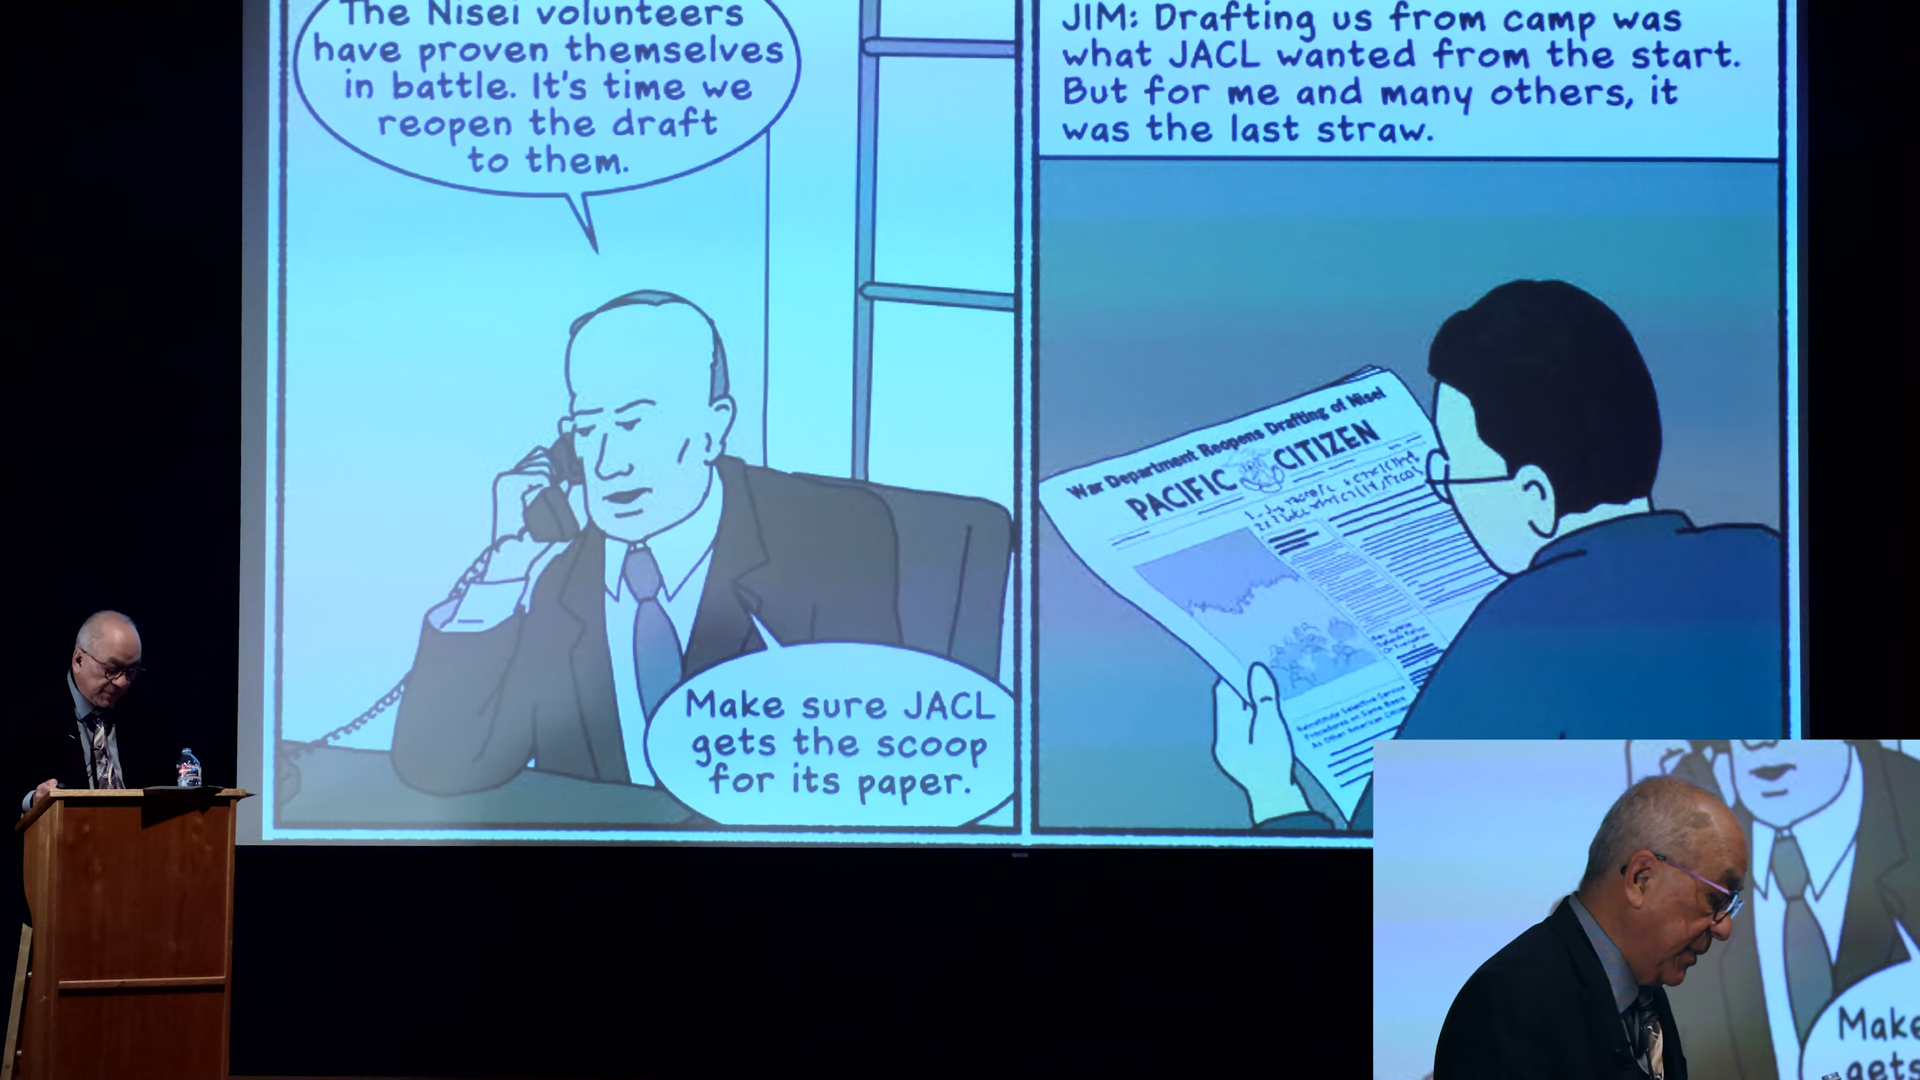 The Nisei volunteers
have proven themselves
in battle. It's time we
reopen the draft
to them.
Make sure JACL
gets the scoop
for its paper.
JIM: Drafting us from camp was
what JACL wanted from the start.
But for me and many others, it
was the last straw.
War Department Reopens Drafting of Nisei
PACIFIC CITIZEN
Make
gets